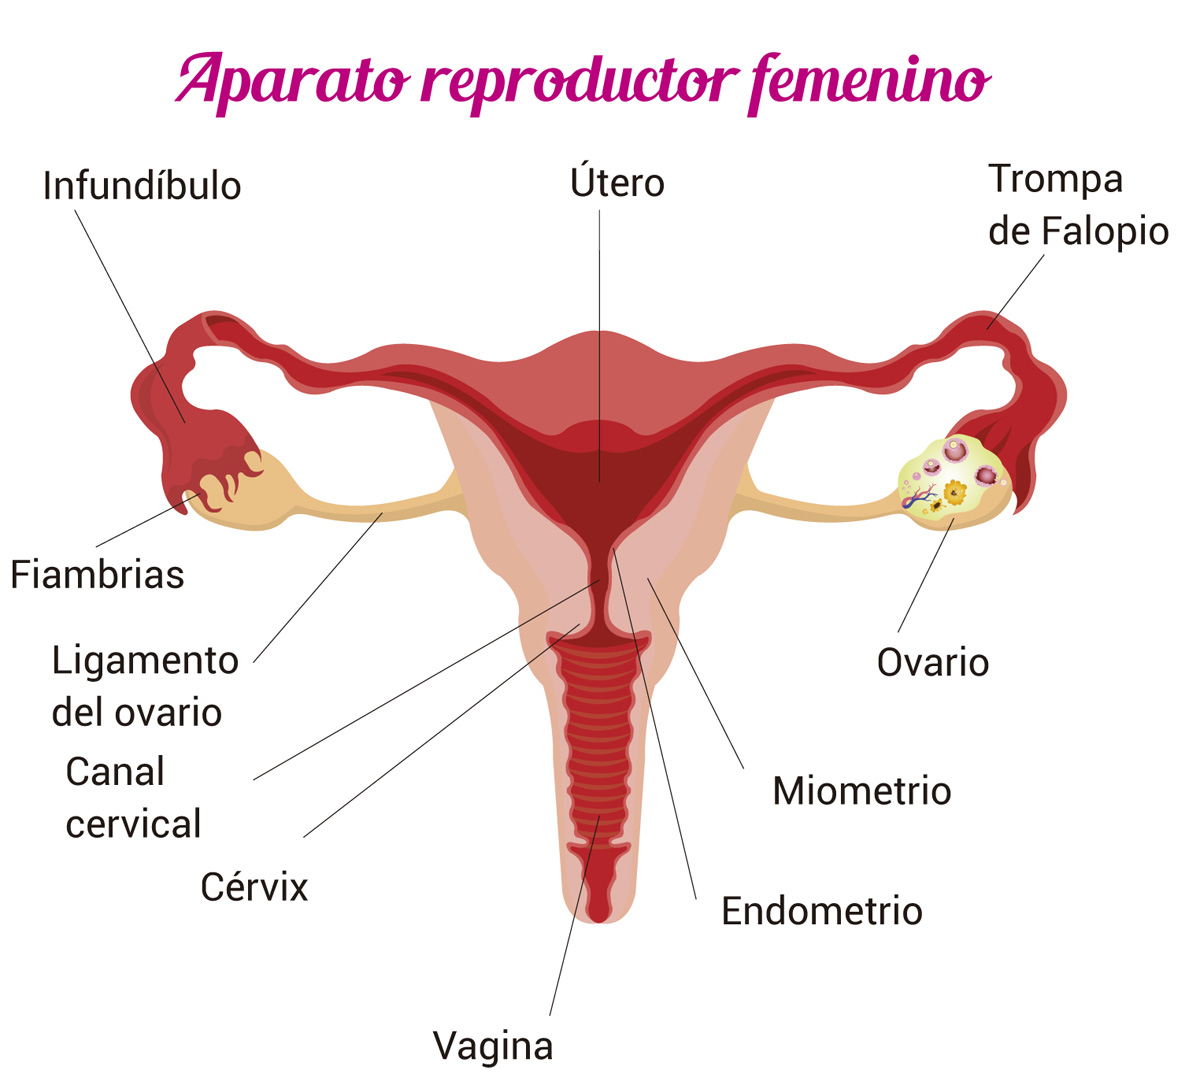 Aparato reproductor femenino
Infundíbulo
Útero
Trompa
de Falopio
Fiambrias
Ligamento
del ovario
Canal
cervical
Cérvix
Ovario
Miometrio
Endometrio
Vagina